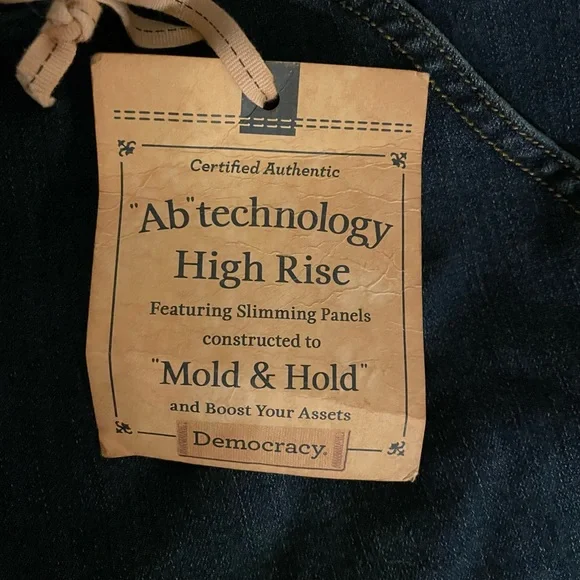 Certified Authentic
"Ab"technology
High Rise
Featuring Slimming Panels
constructed to
"Mold & Hold"
and Boost Your Assets
Democracy®